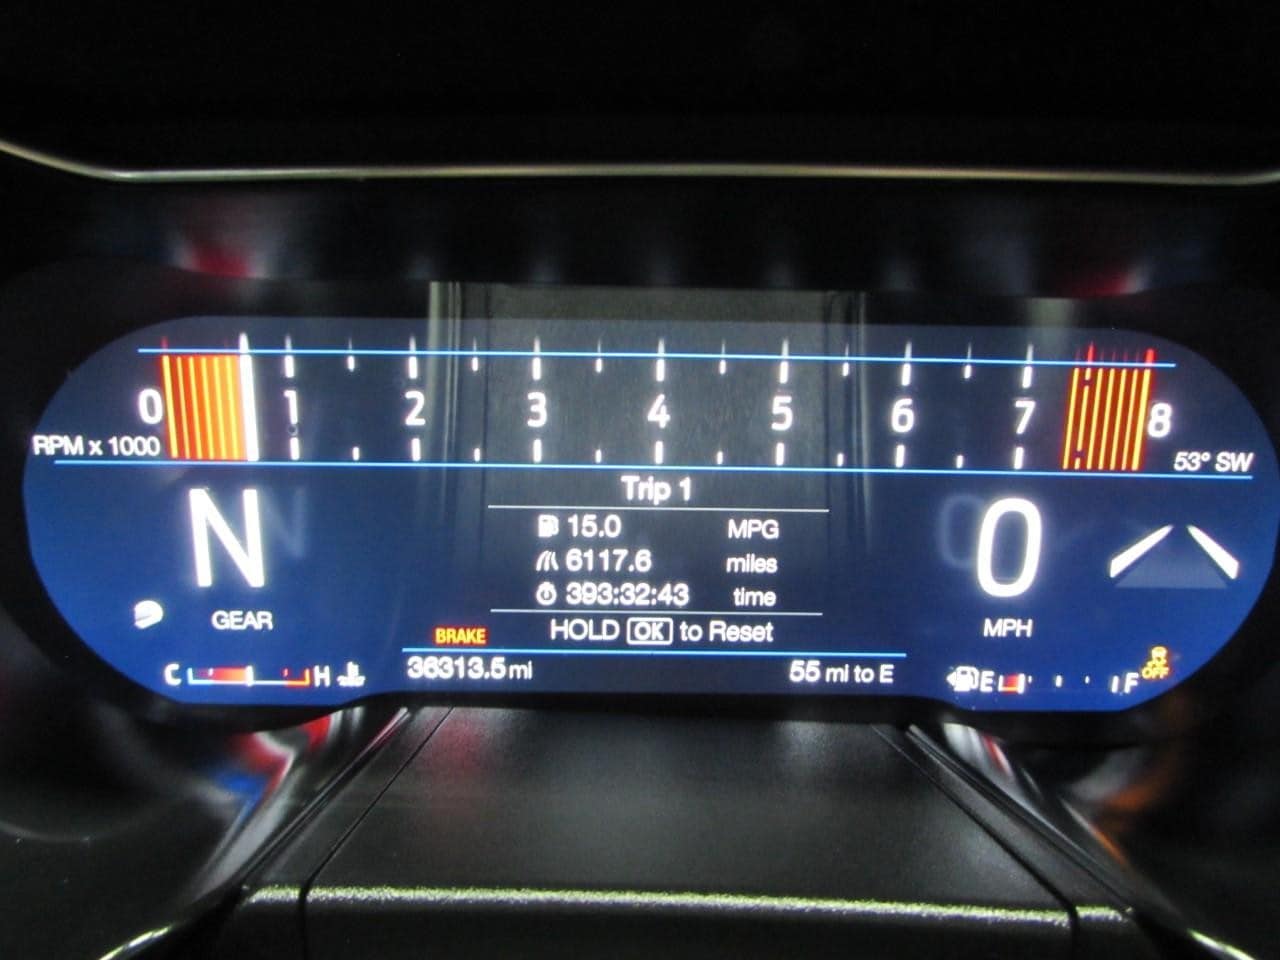 0 1 2 3 4 5 6 7 8
RPM x 1000
53° SW
Trip 1
15.0 MPG
6117.6 miles
393:32:43 time
HOLD OK to Reset
N
GEAR
0
MPH
BRAKE
C H
36313.5 mi
55 mi to E
E F
OFF